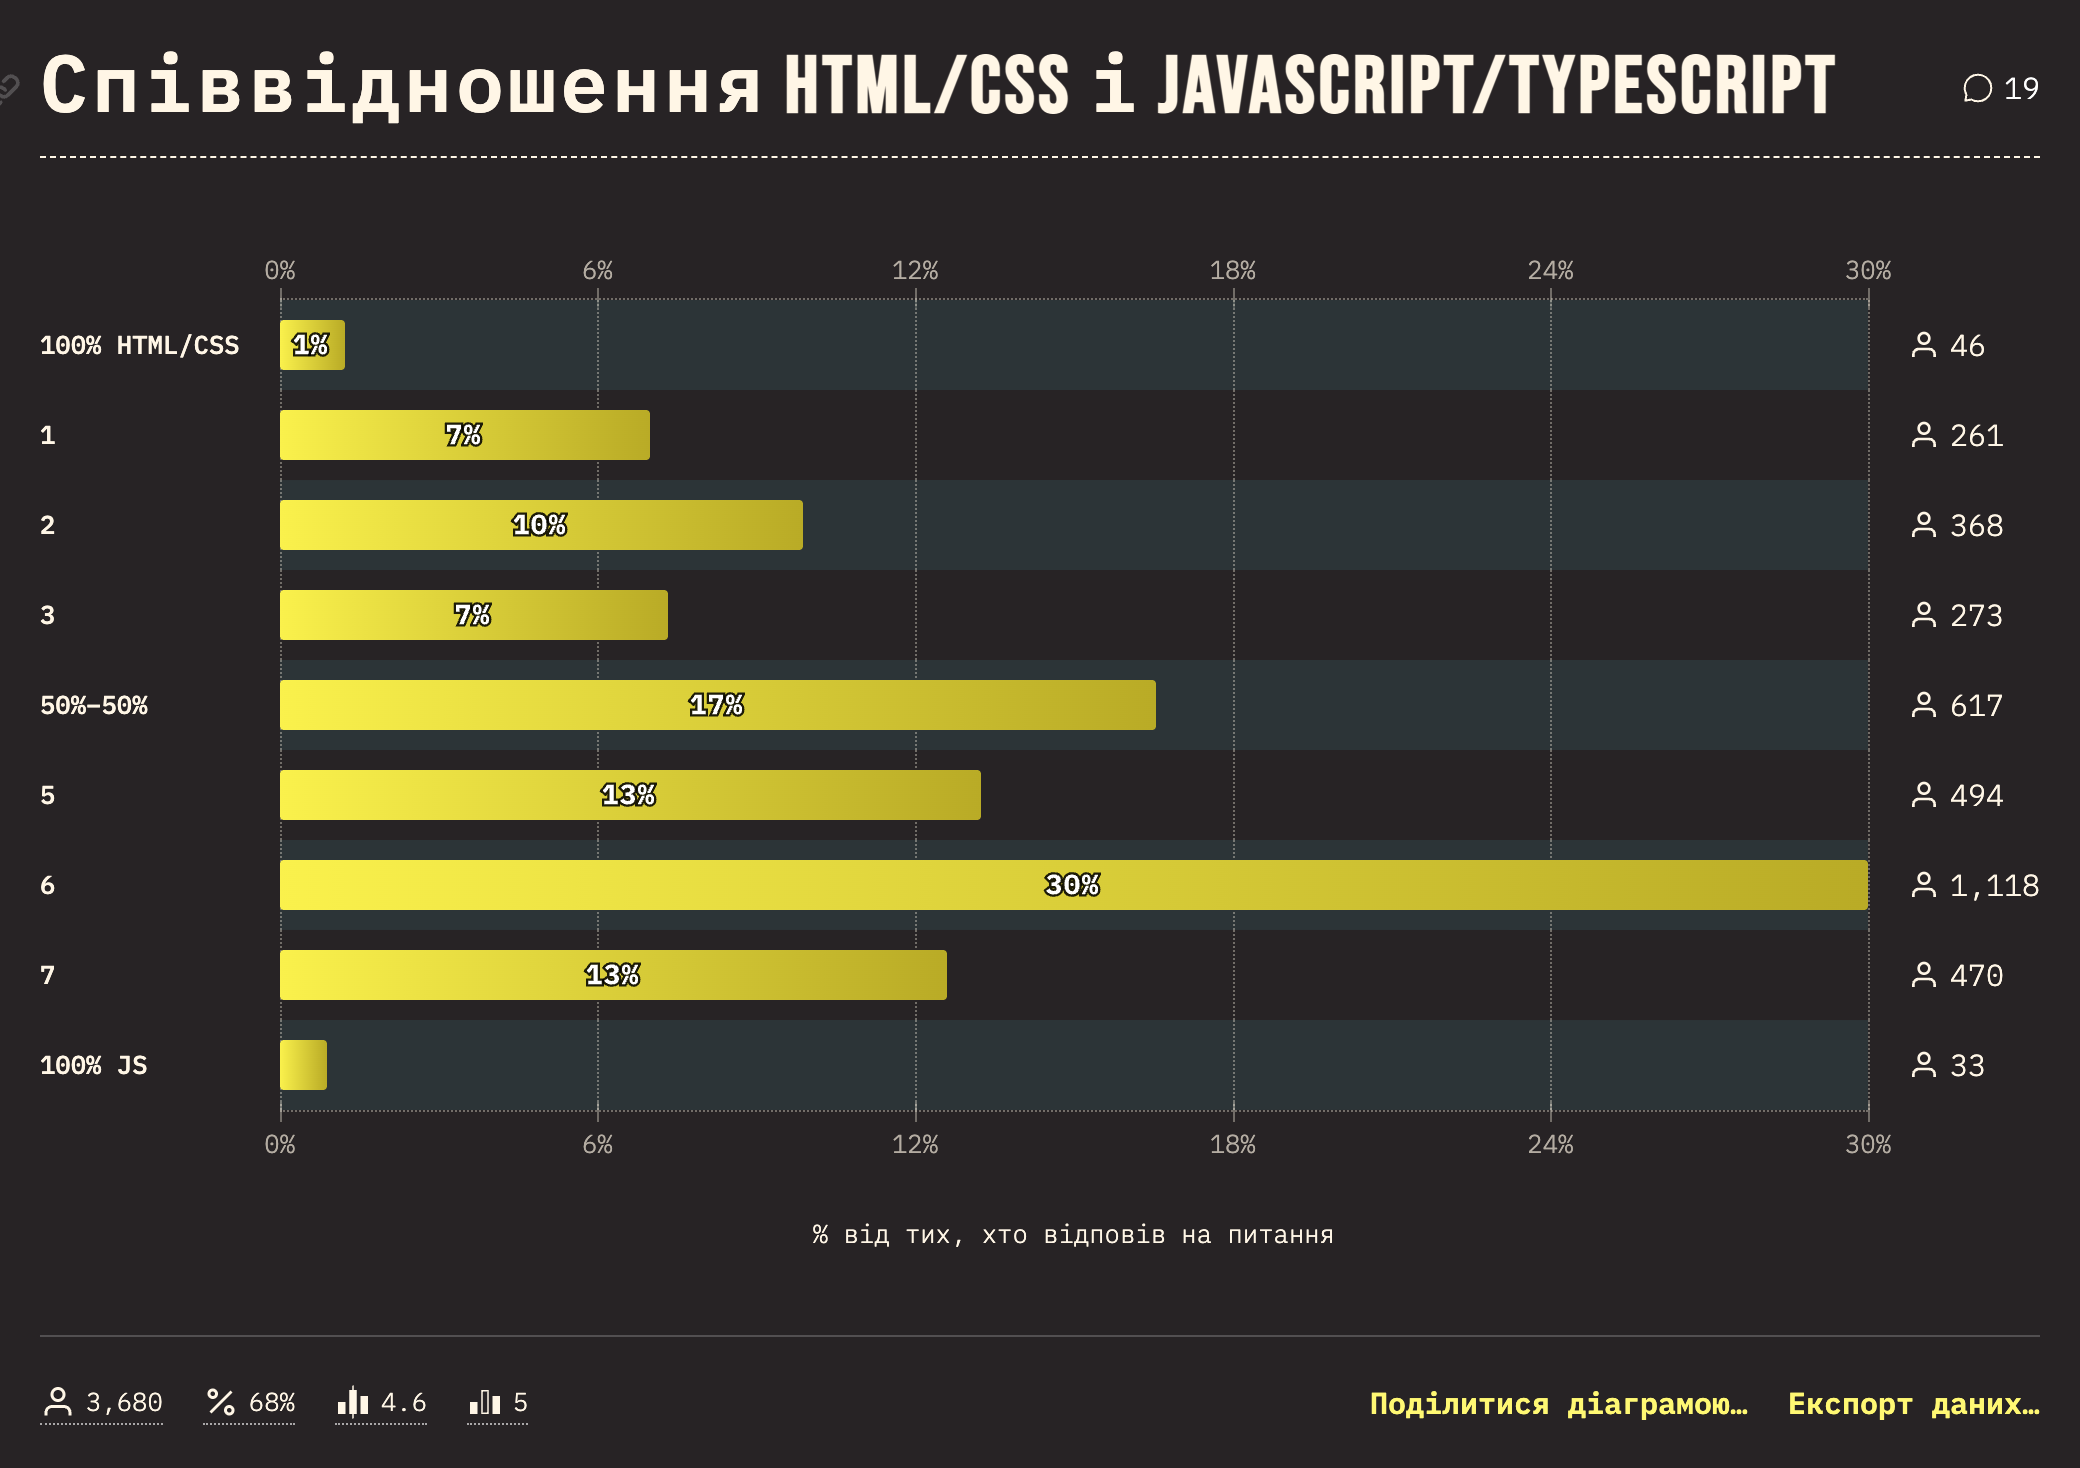 Співвідношення HTML/CSS і JAVASCRIPT/TYPESCRIPT 19
0% 6% 12% 18% 24% 30%
100% HTML/CSS 1% 46
1 7% 261
2 10% 368
3 7% 273
50%–50% 17% 617
5 13% 494
6 30% 1,118
7 13% 470
100% JS 33
0% 6% 12% 18% 24% 30%
% від тих, хто відповів на питання
3,680 68% 4.6 5 Поділитися діаграмою… Експорт даних…